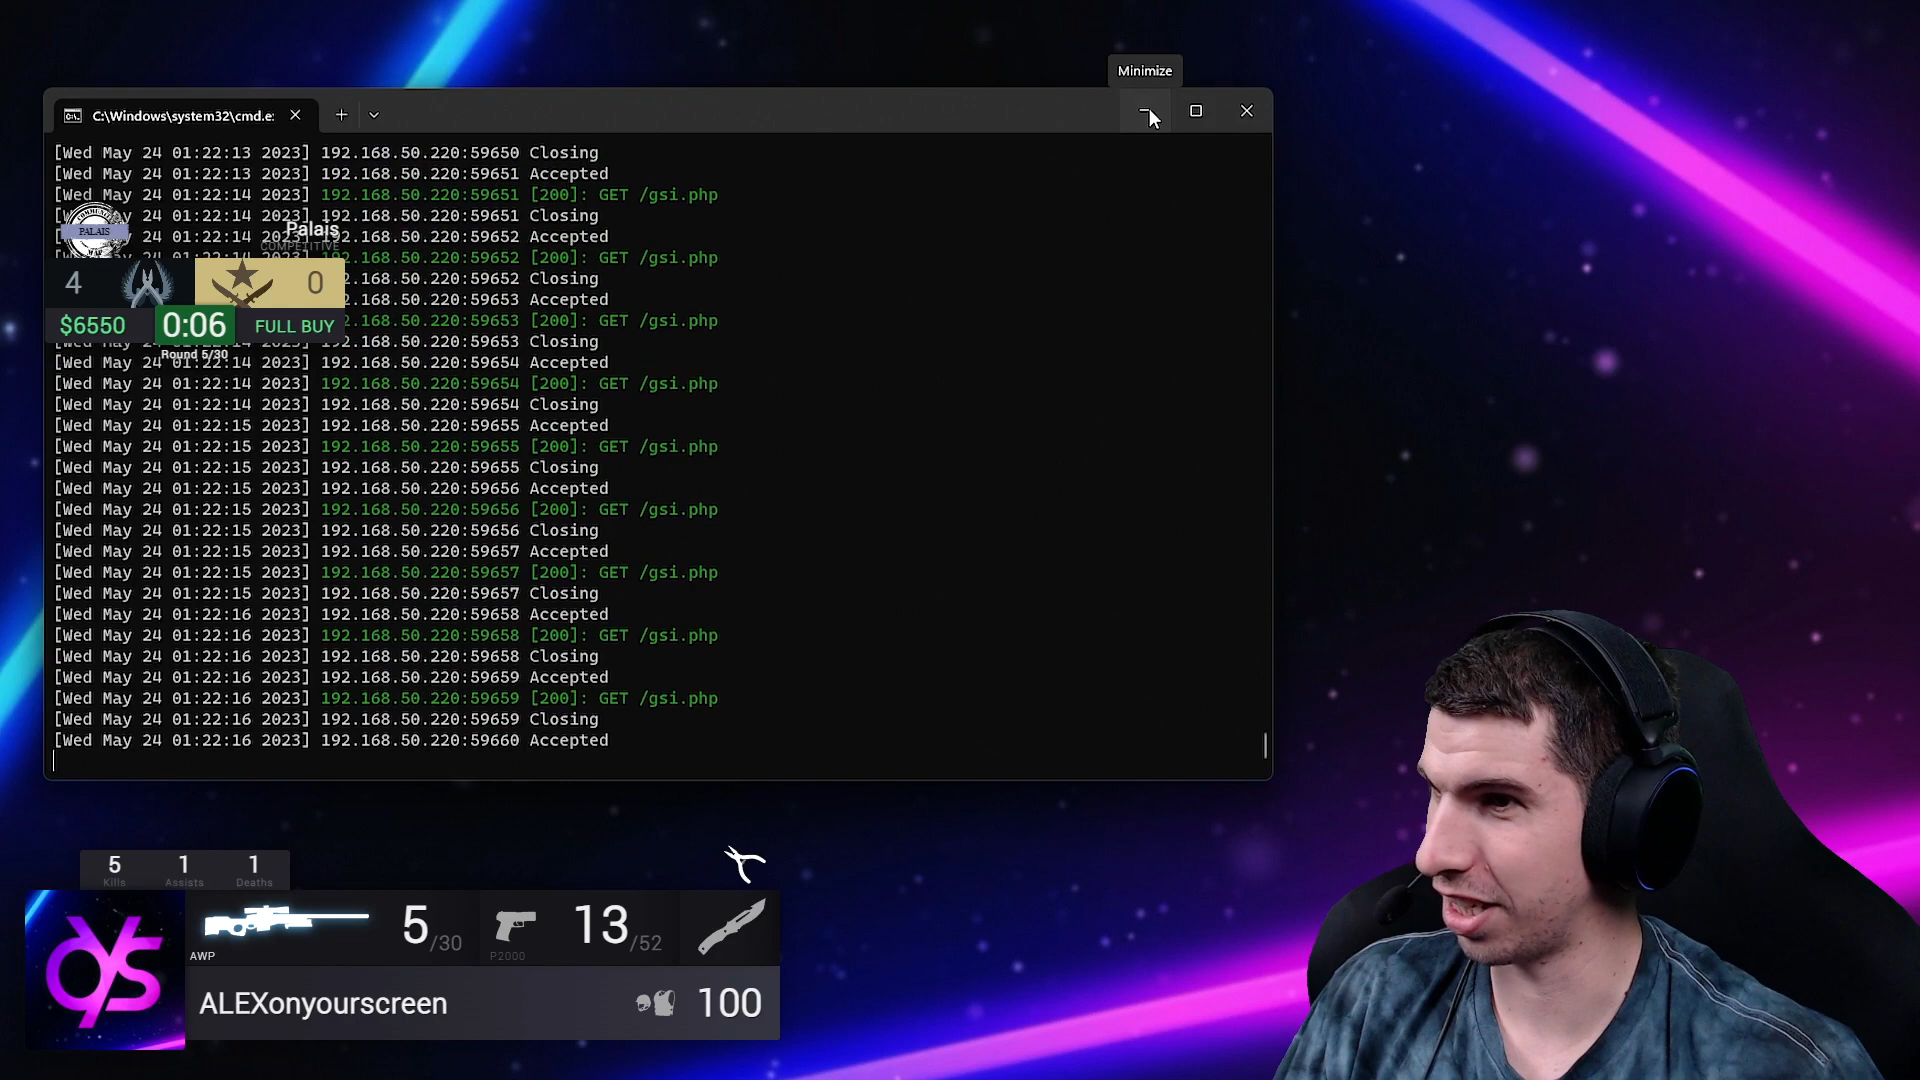 Minimize
C:\Windows\system32\cmd.e:
[Wed May 24 01:22:13 2023] 192.168.50.220:59650 Closing
[Wed May 24 01:22:13 2023] 192.168.50.220:59651 Accepted
[Wed May 24 01:22:14 2023] 192.168.50.220:59651 [200]: GET /gsi.php
24 01:22:14 2023] 192.168.50.220:59651 Closing
24 01:22:14 2023] 192.168.50.220:59652 Accepted
192.168.50.220:59652 [200]: GET /gsi.php
2.168.50.220:59652 Closing
2.168.50.220:59653 Accepted
2.168.50.220:59653 [200]: GET /gsi.php
2.168.50.220:59653 Closing
[Wed May 24 01:22:14 2023] 192.168.50.220:59654 Accepted
[Wed May 24 01:22:14 2023] 192.168.50.220:59654 [200]: GET /gsi.php
[Wed May 24 01:22:14 2023] 192.168.50.220:59654 Closing
[Wed May 24 01:22:15 2023] 192.168.50.220:59655 Accepted
[Wed May 24 01:22:15 2023] 192.168.50.220:59655 [200]: GET /gsi.php
[Wed May 24 01:22:15 2023] 192.168.50.220:59655 Closing
[Wed May 24 01:22:15 2023] 192.168.50.220:59656 Accepted
[Wed May 24 01:22:15 2023] 192.168.50.220:59656 [200]: GET /gsi.php
[Wed May 24 01:22:15 2023] 192.168.50.220:59656 Closing
[Wed May 24 01:22:15 2023] 192.168.50.220:59657 Accepted
[Wed May 24 01:22:15 2023] 192.168.50.220:59657 [200]: GET /gsi.php
[Wed May 24 01:22:15 2023] 192.168.50.220:59657 Closing
[Wed May 24 01:22:16 2023] 192.168.50.220:59658 Accepted
[Wed May 24 01:22:16 2023] 192.168.50.220:59658 [200]: GET /gsi.php
[Wed May 24 01:22:16 2023] 192.168.50.220:59658 Closing
[Wed May 24 01:22:16 2023] 192.168.50.220:59659 Accepted
[Wed May 24 01:22:16 2023] 192.168.50.220:59659 [200]: GET /gsi.php
[Wed May 24 01:22:16 2023] 192.168.50.220:59659 Closing
[Wed May 24 01:22:16 2023] 192.168.50.220:59660 Accepted
PALAIS
Palais
COMPETITIVE
4 0
$6550 0:06 FULL BUY
Round 5/30
5 1 1
Kills Assists Deaths
5/30 13/52
AWP P2000
ALEXonyourscreen 100